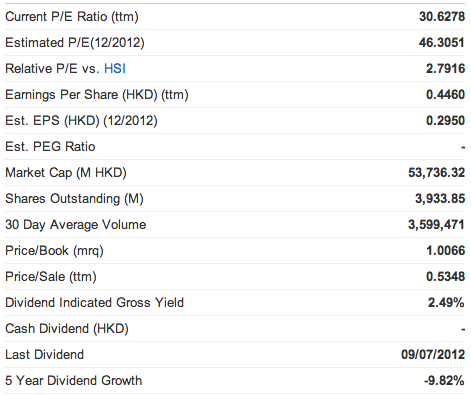 Current P/E Ratio (ttm) 30.6278
Estimated P/E(12/2012) 46.3051
Relative P/E vs. HSI 2.7916
Earnings Per Share (HKD) (ttm) 0.4460
Est. EPS (HKD) (12/2012) 0.2950
Est. PEG Ratio -
Market Cap (M HKD) 53,736.32
Shares Outstanding (M) 3,933.85
30 Day Average Volume 3,599,471
Price/Book (mrq) 1.0066
Price/Sale (ttm) 0.5348
Dividend Indicated Gross Yield 2.49%
Cash Dividend (HKD) -
Last Dividend 09/07/2012
5 Year Dividend Growth -9.82%